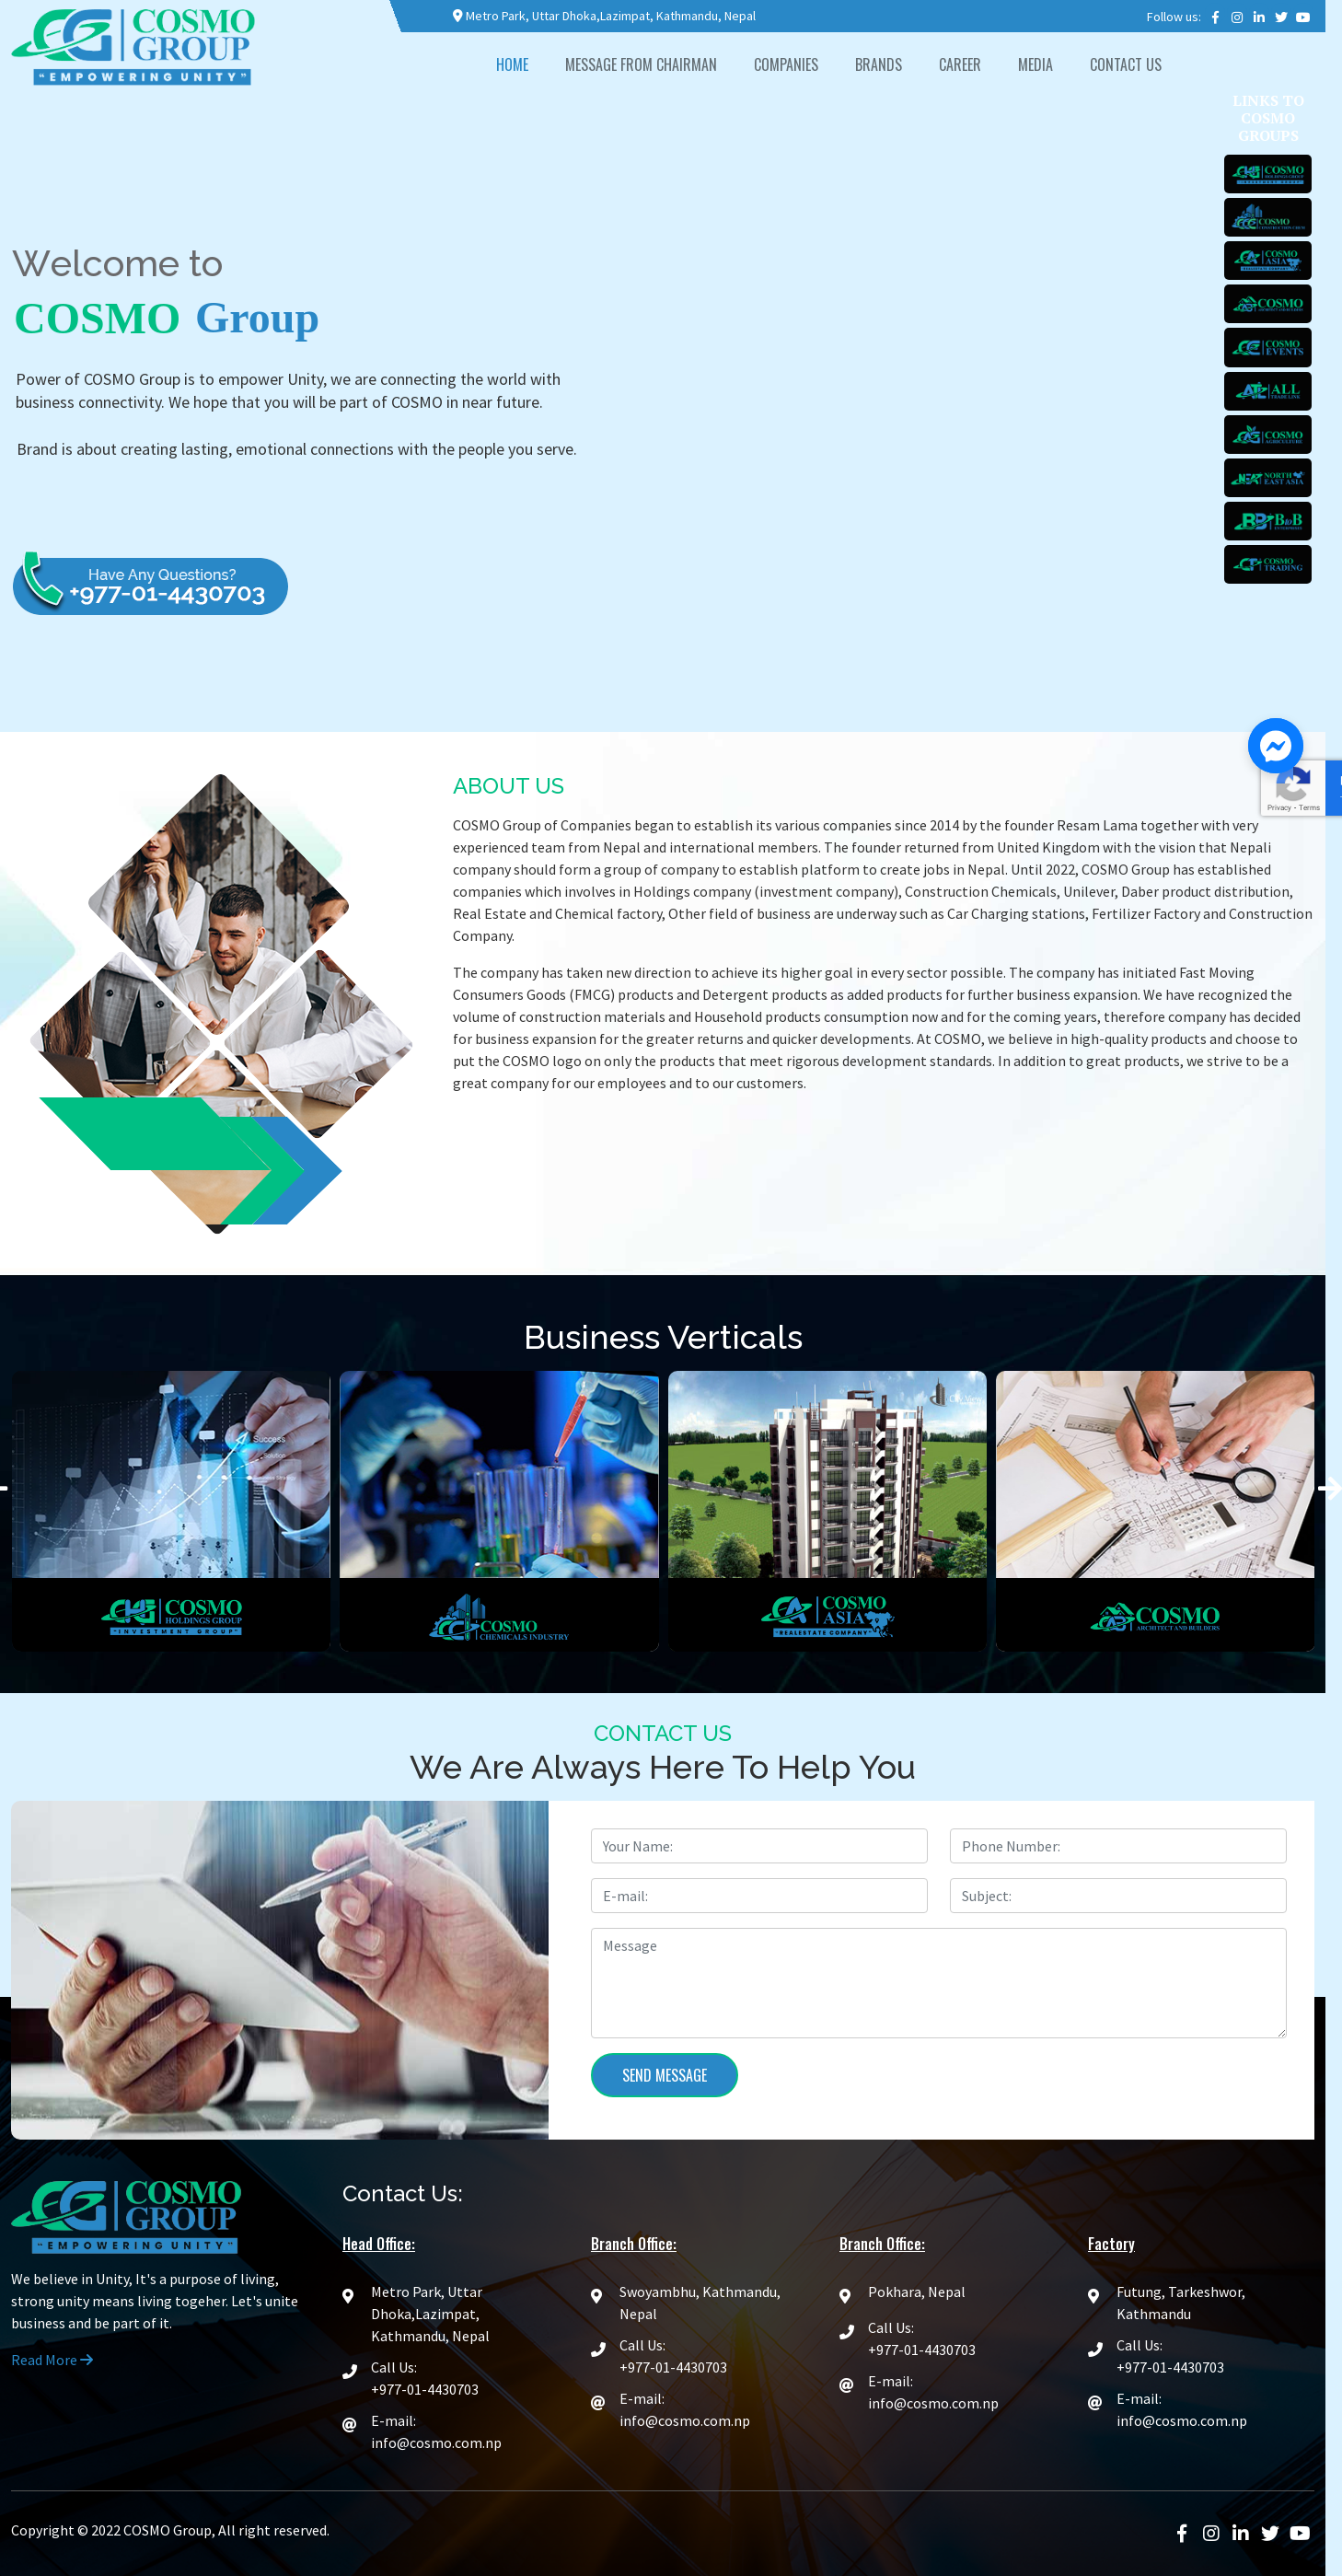 COSMO
GROUP
"EMPOWERING UNITY"
Metro Park, Uttar Dhoka,Lazimpat, Kathmandu, Nepal
Follow us:
HOME
MESSAGE FROM CHAIRMAN
COMPANIES
BRANDS
CAREER
MEDIA
CONTACT US
LINKS TO
COSMO
GROUPS
COSMO
HOLDINGS GROUP
COSMO
COSMO
ASIA
COSMO
COSMO
EVENTS
ALL
TRADE LINK
COSMO
AGRICULTURE
NORTH
EAST ASIA
COSMO
TRADING
Welcome to
COSMO Group
Power of COSMO Group is to empower Unity, we are connecting the world with
business connectivity. We hope that you will be part of COSMO in near future.
Brand is about creating lasting, emotional connections with the people you serve.
Have Any Questions?
+977-01-4430703
Privacy - Terms
ABOUT US
COSMO Group of Companies began to establish its various companies since 2014 by the founder Resam Lama together with very
experienced team from Nepal and international members. The founder returned from United Kingdom with the vision that Nepali
company should form a group of company to establish platform to create jobs in Nepal. Until 2022, COSMO Group has established
companies which involves in Holdings company (investment company), Construction Chemicals, Unilever, Daber product distribution,
Real Estate and Chemical factory, Other field of business are underway such as Car Charging stations, Fertilizer Factory and Construction
Company.
The company has taken new direction to achieve its higher goal in every sector possible. The company has initiated Fast Moving
Consumers Goods (FMCG) products and Detergent products as added products for further business expansion. We have recognized the
volume of construction materials and Household products consumption now and for the coming years, therefore company has decided
for business expansion for the greater returns and quicker developments. At COSMO, we believe in high-quality products and choose to
put the COSMO logo on only the products that meet rigorous development standards. In addition to great products, we strive to be a
great company for our employees and to our customers.
Business Verticals
Success
COSMO
HOLDINGS GROUP
"INVESTMENT GROUP"
COSMO
CHEMICALS INDUSTRY
COSMO
ASIA
"REALESTATE COMPANY"
COSMO
ARCHITECT AND BUILDERS
CONTACT US
We Are Always Here To Help You
Your Name:
Phone Number:
E-mail:
Subject:
Message
SEND MESSAGE
COSMO
GROUP
"EMPOWERING UNITY"
We believe in Unity, It's a purpose of living,
strong unity means living togeher. Let's unite
business and be part of it.
Read More
Contact Us:
Head Office:
Metro Park, Uttar
Dhoka,Lazimpat,
Kathmandu, Nepal
Call Us:
+977-01-4430703
E-mail:
info@cosmo.com.np
Branch Office:
Swoyambhu, Kathmandu,
Nepal
Call Us:
+977-01-4430703
E-mail:
info@cosmo.com.np
Branch Office:
Pokhara, Nepal
Call Us:
+977-01-4430703
E-mail:
info@cosmo.com.np
Factory
Futung, Tarkeshwor,
Kathmandu
Call Us:
+977-01-4430703
E-mail:
info@cosmo.com.np
Copyright © 2022 COSMO Group, All right reserved.